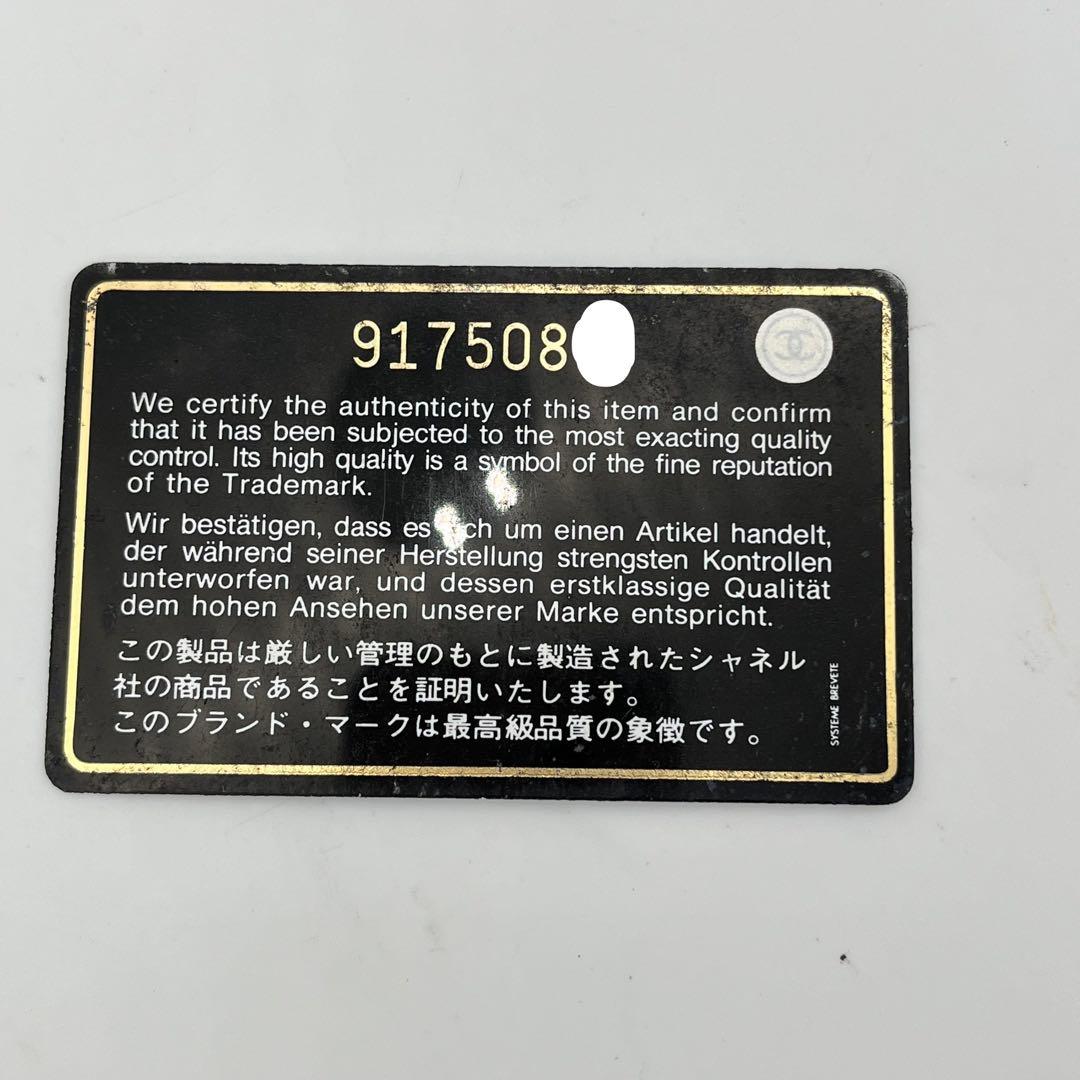 917508
We certify the authenticity of this item and confirm
that it has been subjected to the most exacting quality
control. Its high quality is a symbol of the fine reputation
of the Trademark.
Wir bestätigen, dass es sich um einen Artikel handelt,
der während seiner Herstellung strengsten Kontrollen
unterworfen war, und dessen erstklassige Qualität
dem hohen Ansehen unserer Marke entspricht.
この製品は厳しい管理のもとに製造されたシャネル
社の商品であることを証明いたします。
このブランド・マークは最高級品質の象徴です。
SYSTEME BREVETE